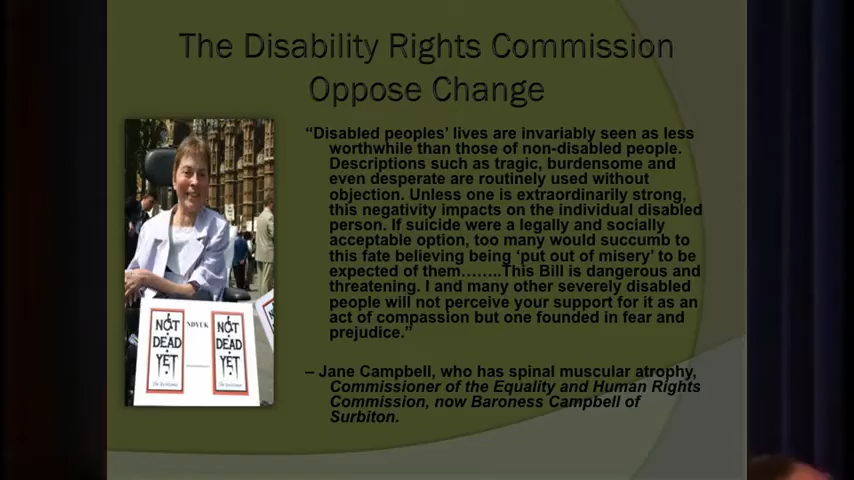 The Disability Rights Commission
Oppose Change
“Disabled peoples’ lives are invariably seen as less
worthwhile than those of non-disabled people.
Descriptions such as tragic, burdensome and
even desperate are routinely used without
objection. Unless one is extraordinarily strong,
this negativity impacts on the individual disabled
person. If suicide were a legally and socially
acceptable option, too many would succumb to
this fate believing being ‘put out of misery’ to be
expected of them……..This Bill is dangerous and
threatening. I and many other severely disabled
people will not perceive your support for it as an
act of compassion but one founded in fear and
prejudice.”
– Jane Campbell, who has spinal muscular atrophy,
Commissioner of the Equality and Human Rights
Commission, now Baroness Campbell of
Surbiton.
NDYUK
NOT
DEAD
YET
NOT
DEAD
YET